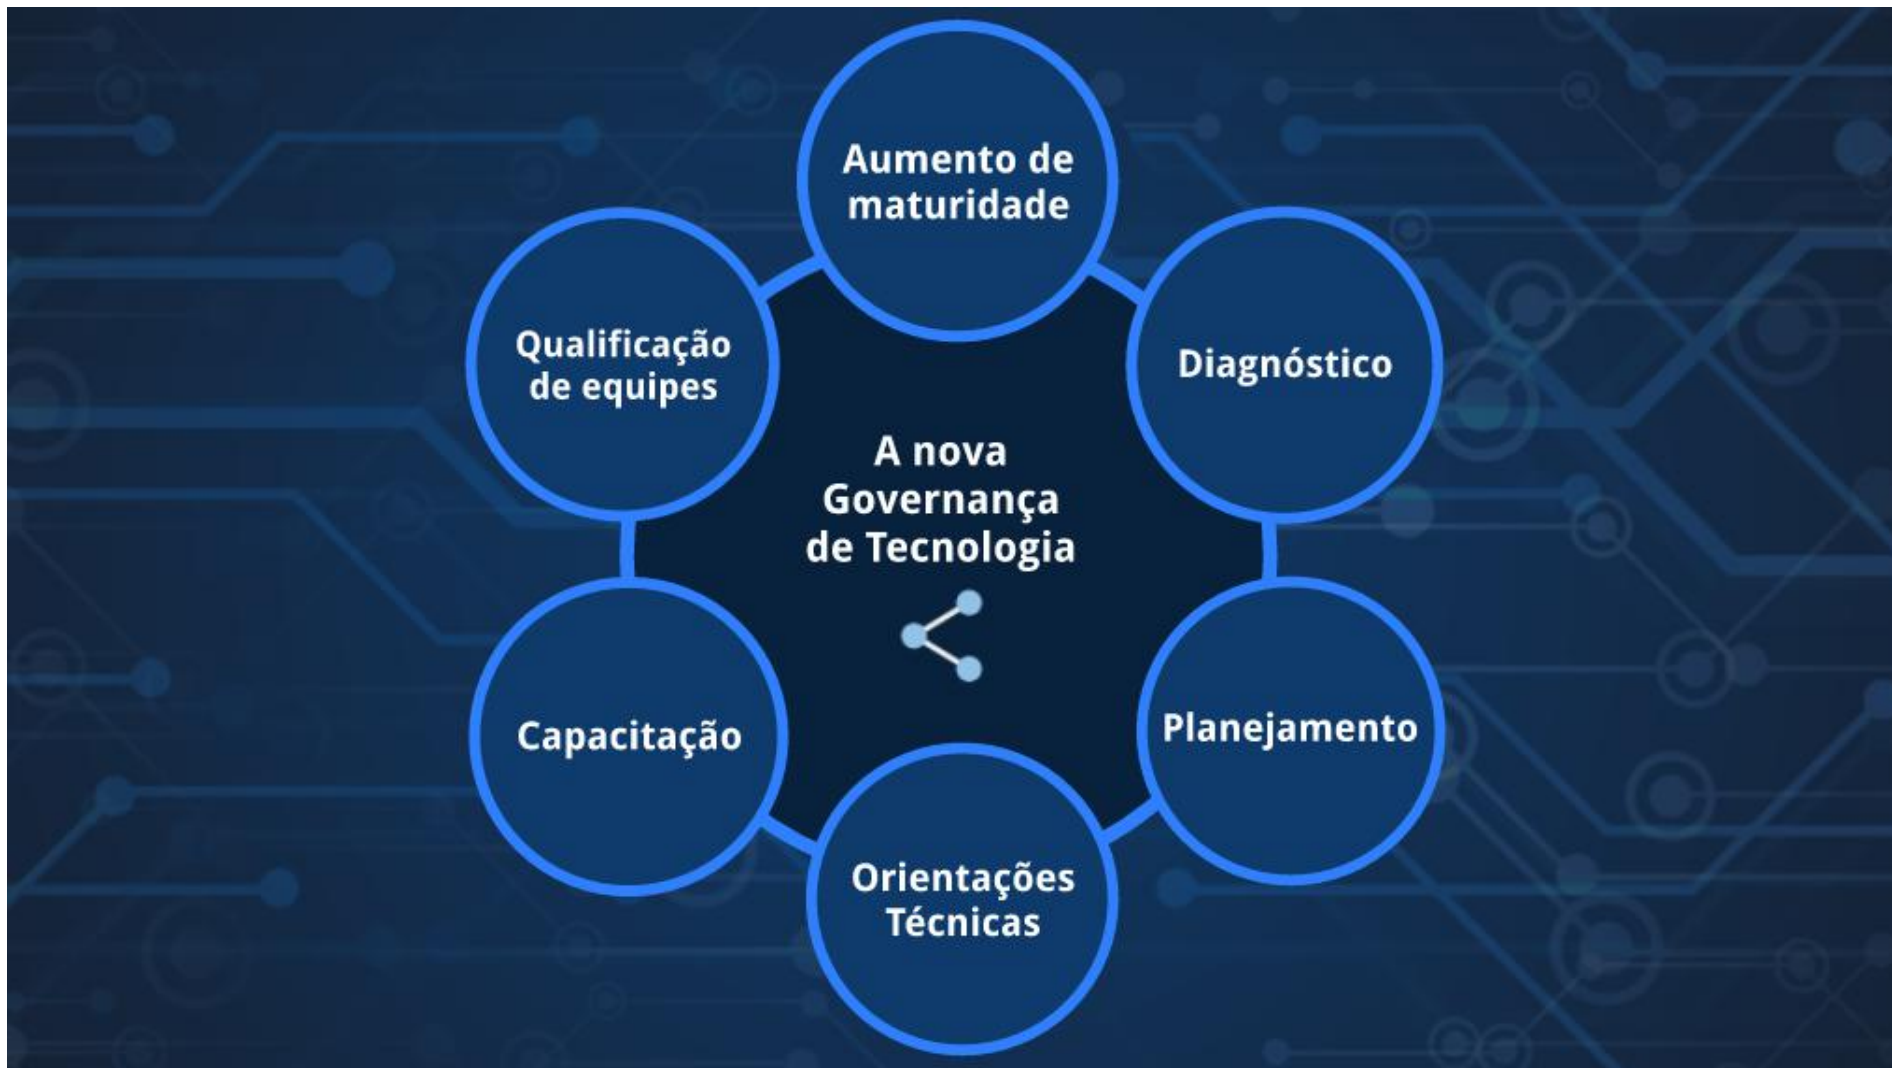 Aumento de
maturidade
Diagnóstico
Planejamento
Orientações
Técnicas
Capacitação
Qualificação
de equipes
A nova
Governança
de Tecnologia